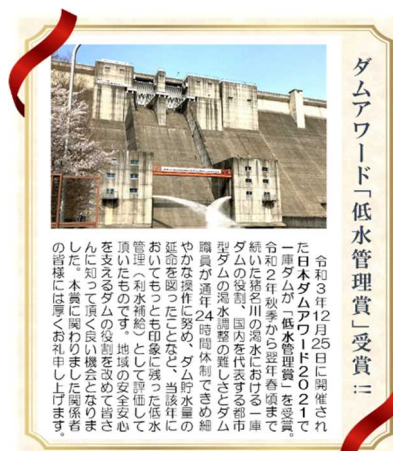 ダムアワード「低水管理賞」受賞!!
令和3年12月25日に開催され
た日本ダムアワード2021で
一庫ダムが「低水管理賞」を受賞。
令和2年秋季から翌年春頃まで
続いた猪名川の渇水における一庫
ダムの役割、国内を代表する都市
型ダムの渇水調整の難しさとダム
職員が通年24時間体制できめ細
やかな操作に努め、ダム貯水量の
延命を図ったことなど、当該年に
おいてもっとも印象に残った低水
管理(利水補給)として評価して
頂いたものです。地域の安全安心
を支えるダムの役割を改めて皆さ
んに知って頂く良い機会となりま
した。本賞に関わりました関係者
の皆様には厚くお礼申し上げます。